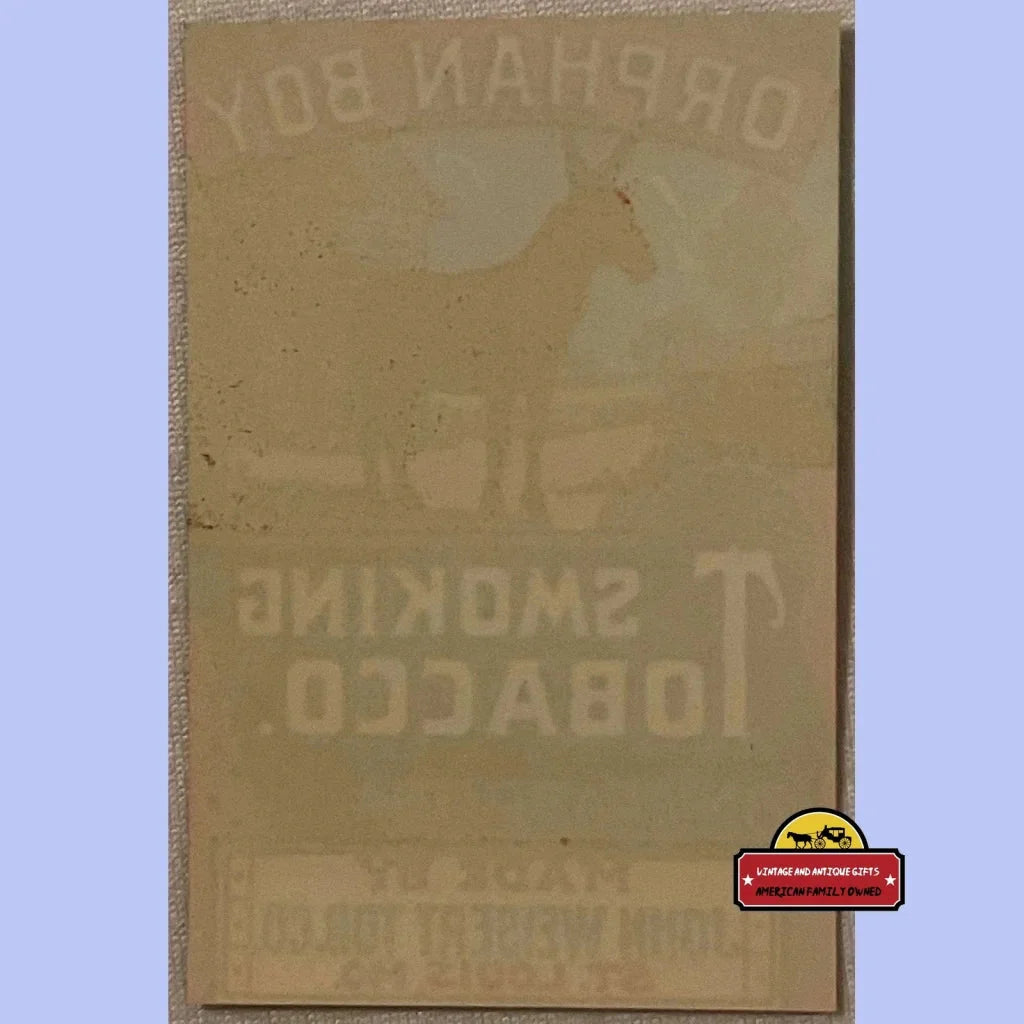 ORPHAN BOY
SMOKING
TOBACCO.
MADE BY
JOHN WEISERT TOB. CO.
ST. LOUIS, MO.
VINTAGE AND ANTIQUE GIFTS
AMERICAN FAMILY OWNED